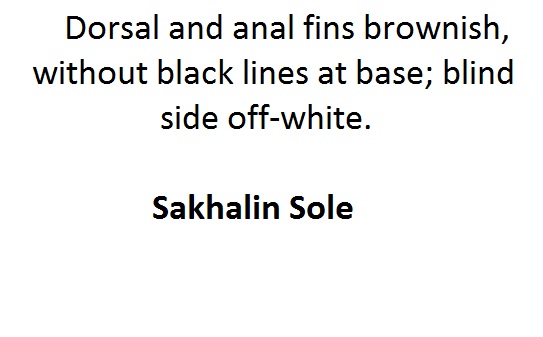 Dorsal and anal fins brownish,
without black lines at base; blind
side off-white.
Sakhalin Sole